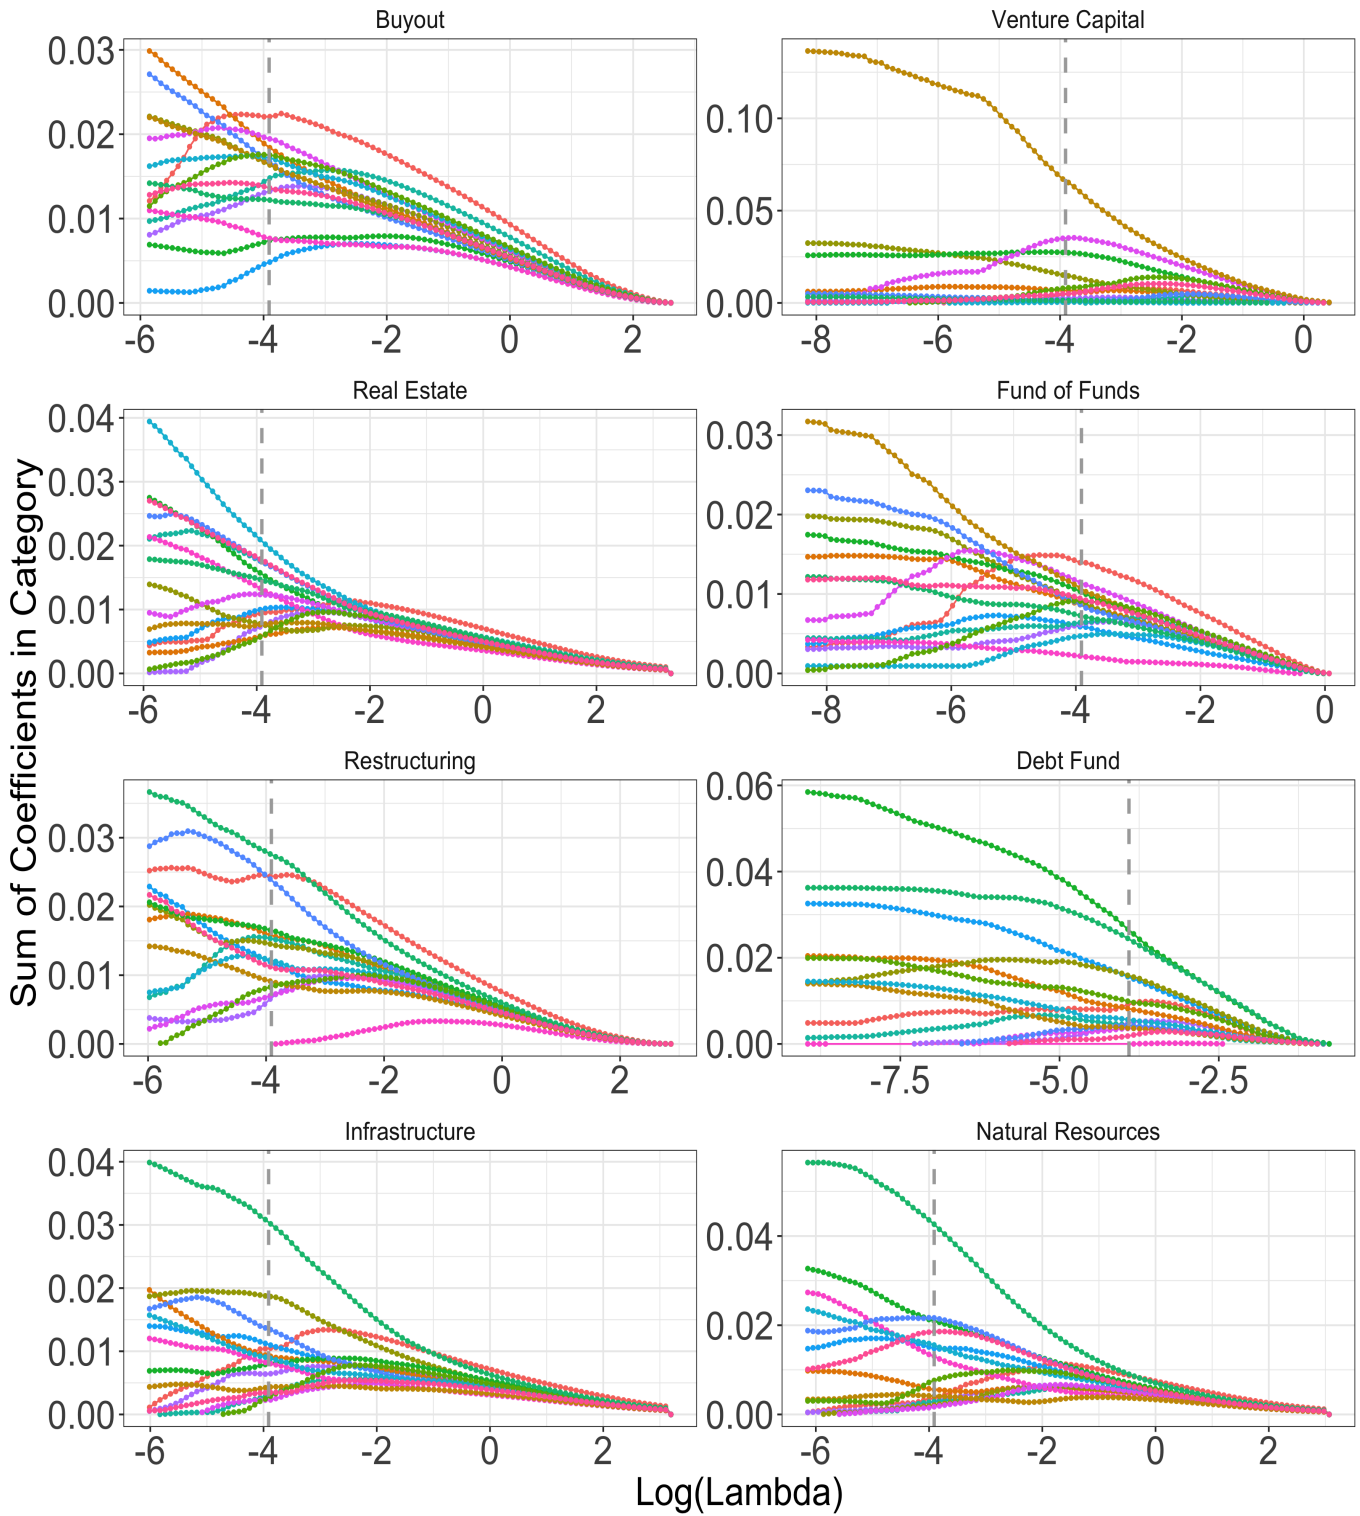 Buyout
Venture Capital
0.03
0.02
0.01
0.00
-6 -4 -2 0 2
0.10
0.05
0.00
-8 -6 -4 -2 0
Real Estate
Fund of Funds
0.04
0.03
0.02
0.01
0.00
-6 -4 -2 0 2
0.03
0.02
0.01
0.00
-8 -6 -4 -2 0
Sum of Coefficients in Category
Restructuring
Debt Fund
0.03
0.02
0.01
0.00
-6 -4 -2 0 2
0.06
0.04
0.02
0.00
-7.5 -5.0 -2.5
Infrastructure
Natural Resources
0.04
0.03
0.02
0.01
0.00
-6 -4 -2 0 2
0.04
0.02
0.00
-6 -4 -2 0 2
Log(Lambda)